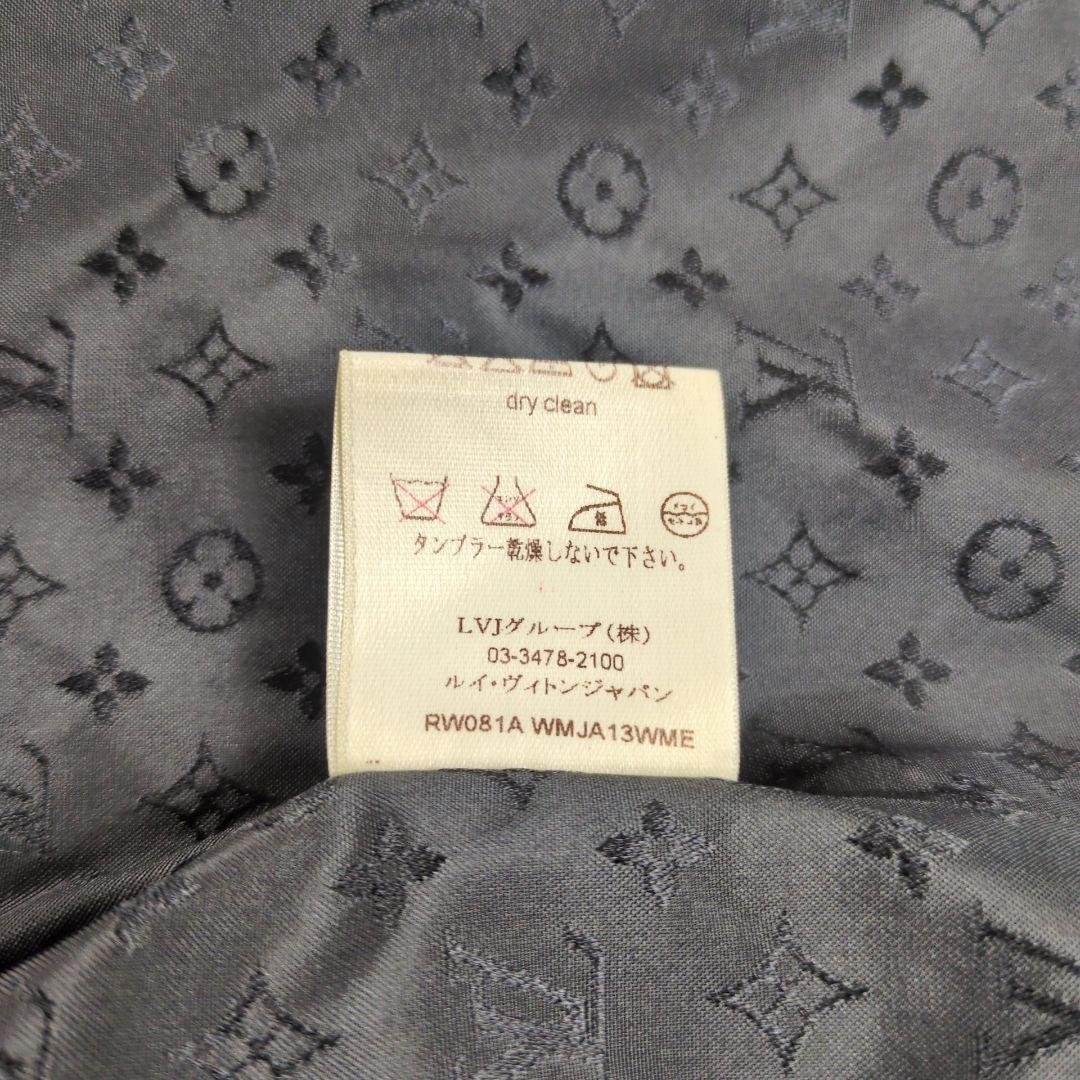 dry clean
タンブラー乾燥しないで下さい。
LVJグループ(株)
03-3478-2100
ルイ・ヴィトンジャパン
RW081A WMJA13WME